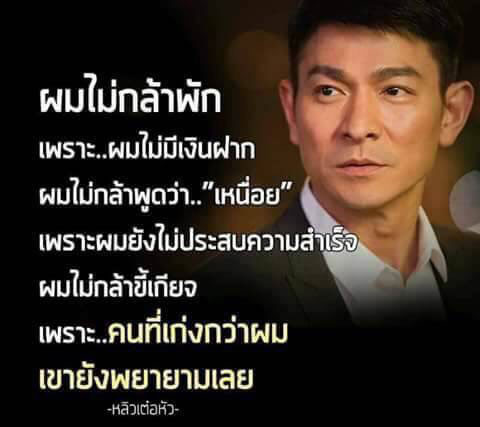 ผมไม่กล้าพัก
เพราะ..ผมไม่มีเงินฝาก
ผมไม่กล้าพูดว่า.."เหนื่อย"
เพราะผมยังไม่ประสบความสำเร็จ
ผมไม่กล้าขี้เกียจ
เพราะ..คนที่เก่งกว่าผม
เขายังพยายามเลย
-หลิวเต๋อหัว-